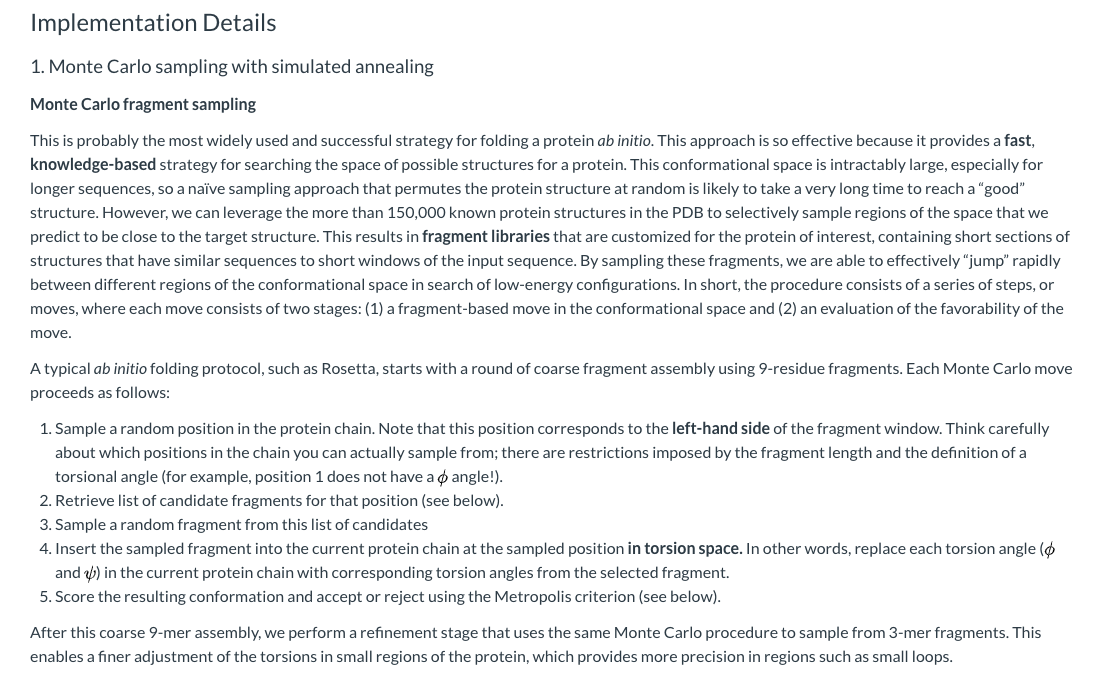 Implementation Details
1. Monte Carlo sampling with simulated annealing
Monte Carlo fragment sampling
This is probably the most widely used and successful strategy for folding a protein ab initio. This approach is so effective because it provides a fast,
knowledge-based strategy for searching the space of possible structures for a protein. This conformational space is intractably large, especially for
longer sequences, so a naïve sampling approach that permutes the protein structure at random is likely to take a very long time to reach a “good”
structure. However, we can leverage the more than 150,000 known protein structures in the PDB to selectively sample regions of the space that we
predict to be close to the target structure. This results in fragment libraries that are customized for the protein of interest, containing short sections of
structures that have similar sequences to short windows of the input sequence. By sampling these fragments, we are able to effectively “jump” rapidly
between different regions of the conformational space in search of low-energy configurations. In short, the procedure consists of a series of steps, or
moves, where each move consists of two stages: (1) a fragment-based move in the conformational space and (2) an evaluation of the favorability of the
move.
A typical ab initio folding protocol, such as Rosetta, starts with a round of coarse fragment assembly using 9-residue fragments. Each Monte Carlo move
proceeds as follows:
1. Sample a random position in the protein chain. Note that this position corresponds to the left-hand side of the fragment window. Think carefully
about which positions in the chain you can actually sample from; there are restrictions imposed by the fragment length and the definition of a
torsional angle (for example, position 1 does not have a ϕ angle!).
2. Retrieve list of candidate fragments for that position (see below).
3. Sample a random fragment from this list of candidates
4. Insert the sampled fragment into the current protein chain at the sampled position in torsion space. In other words, replace each torsion angle (ϕ
and ψ) in the current protein chain with corresponding torsion angles from the selected fragment.
5. Score the resulting conformation and accept or reject using the Metropolis criterion (see below).
After this coarse 9-mer assembly, we perform a refinement stage that uses the same Monte Carlo procedure to sample from 3-mer fragments. This
enables a finer adjustment of the torsions in small regions of the protein, which provides more precision in regions such as small loops.